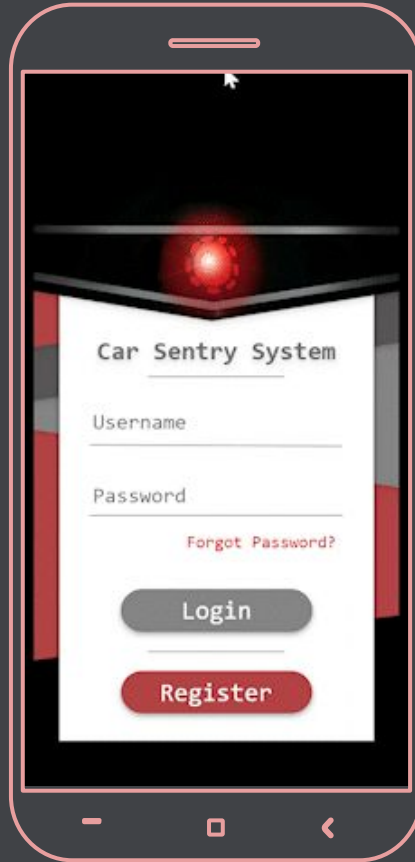 Car Sentry System
Username
Password
Forgot Password?
Login
Register